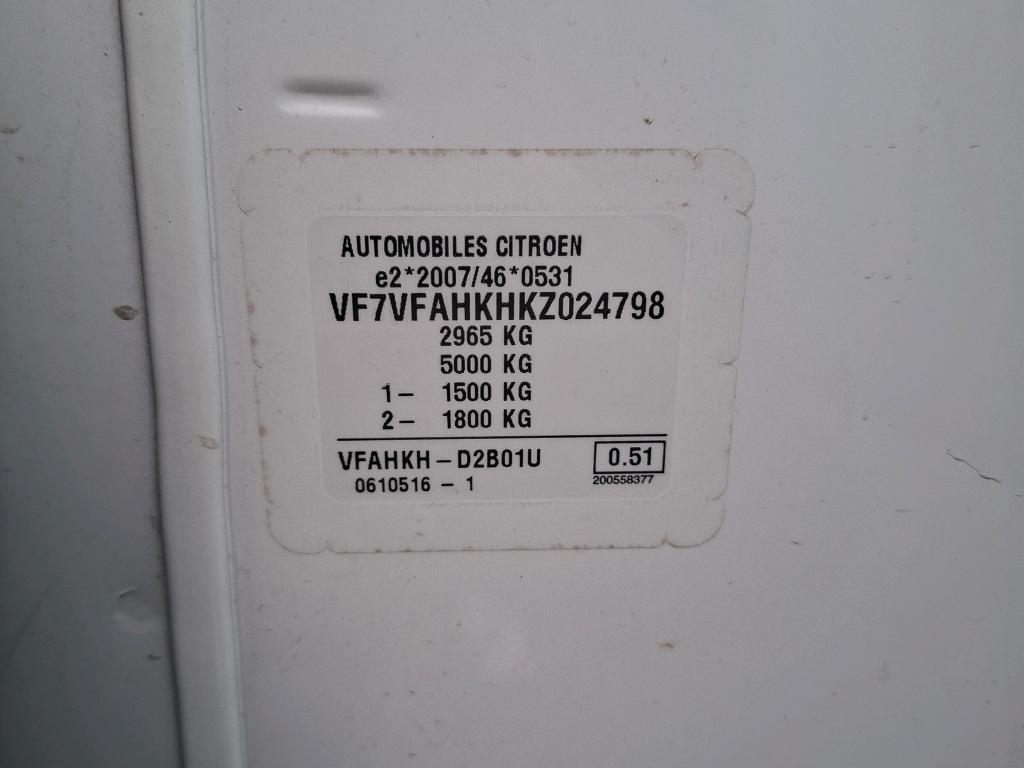 AUTOMOBILES CITROEN
e2*2007/46*0531
VF7VFAHKHKZ024798
2965 KG
5000 KG
1- 1500 KG
2- 1800 KG
VFAHKH-D2B01U 0.51
0610516-1 200558377